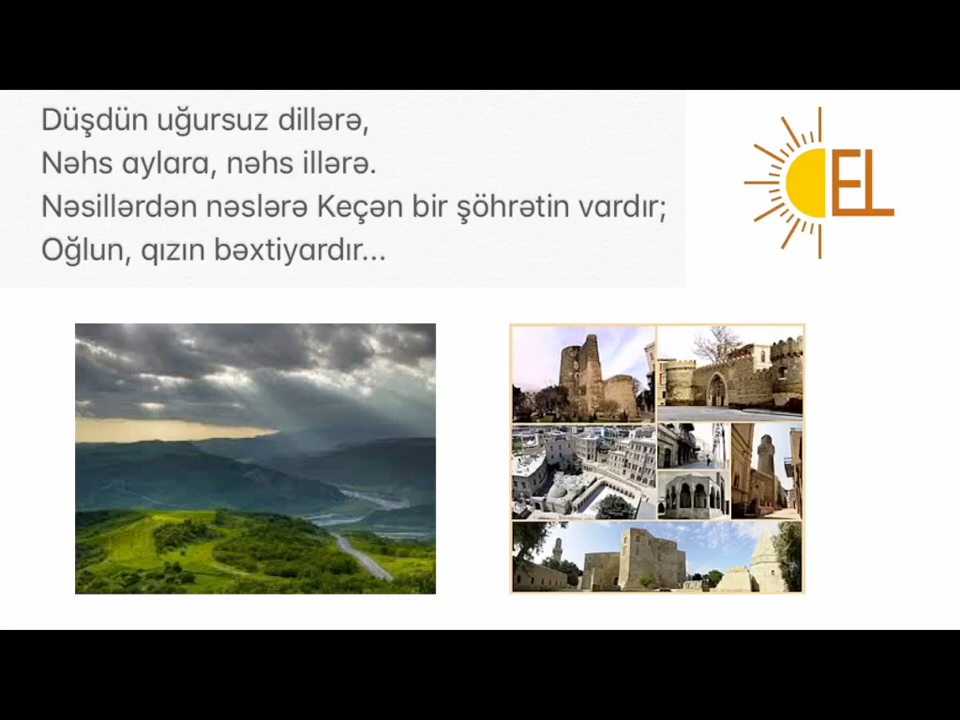 Düşdün uğursuz dillərə,
Nəhs aylara, nəhs illərə.
Nəsillərdən nəslərə Keçən bir şöhrətin vardır;
Oğlun, qızın bəxtiyardır...
EL